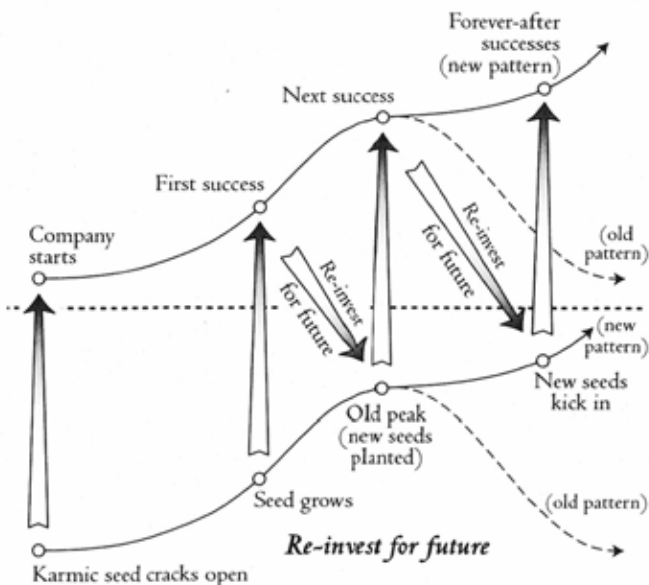 Forever-after
successes
(new pattern)
Next success
First success
Company
starts
Re-invest
for future
Re-invest
for future
(old
pattern)
(new
pattern)
New seeds
kick in
Old peak
(new seeds
planted)
Seed grows
(old pattern)
Re-invest for future
Karmic seed cracks open